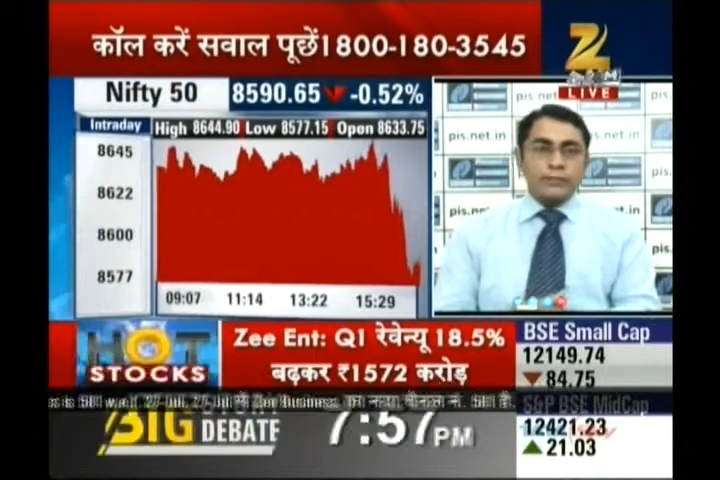 कॉल करें सवाल पूछें 1800-180-3545
LIVE
Nifty 50 8590.65 -0.52%
Intraday High 8644.90 Low 8577.15 Open 8633.75
8645
8622
8600
8577
09:07 11:14 13:22 15:29
pis.net.in
pis.net.in
HOT
STOCKS
Zee Ent: Q1 रेवेन्यू 18.5%
बढ़कर ₹1572 करोड़
BSE Small Cap
12149.74
84.75
S&P BSE MidCap
12421.23
21.03
BIG
DEBATE
7:57 PM